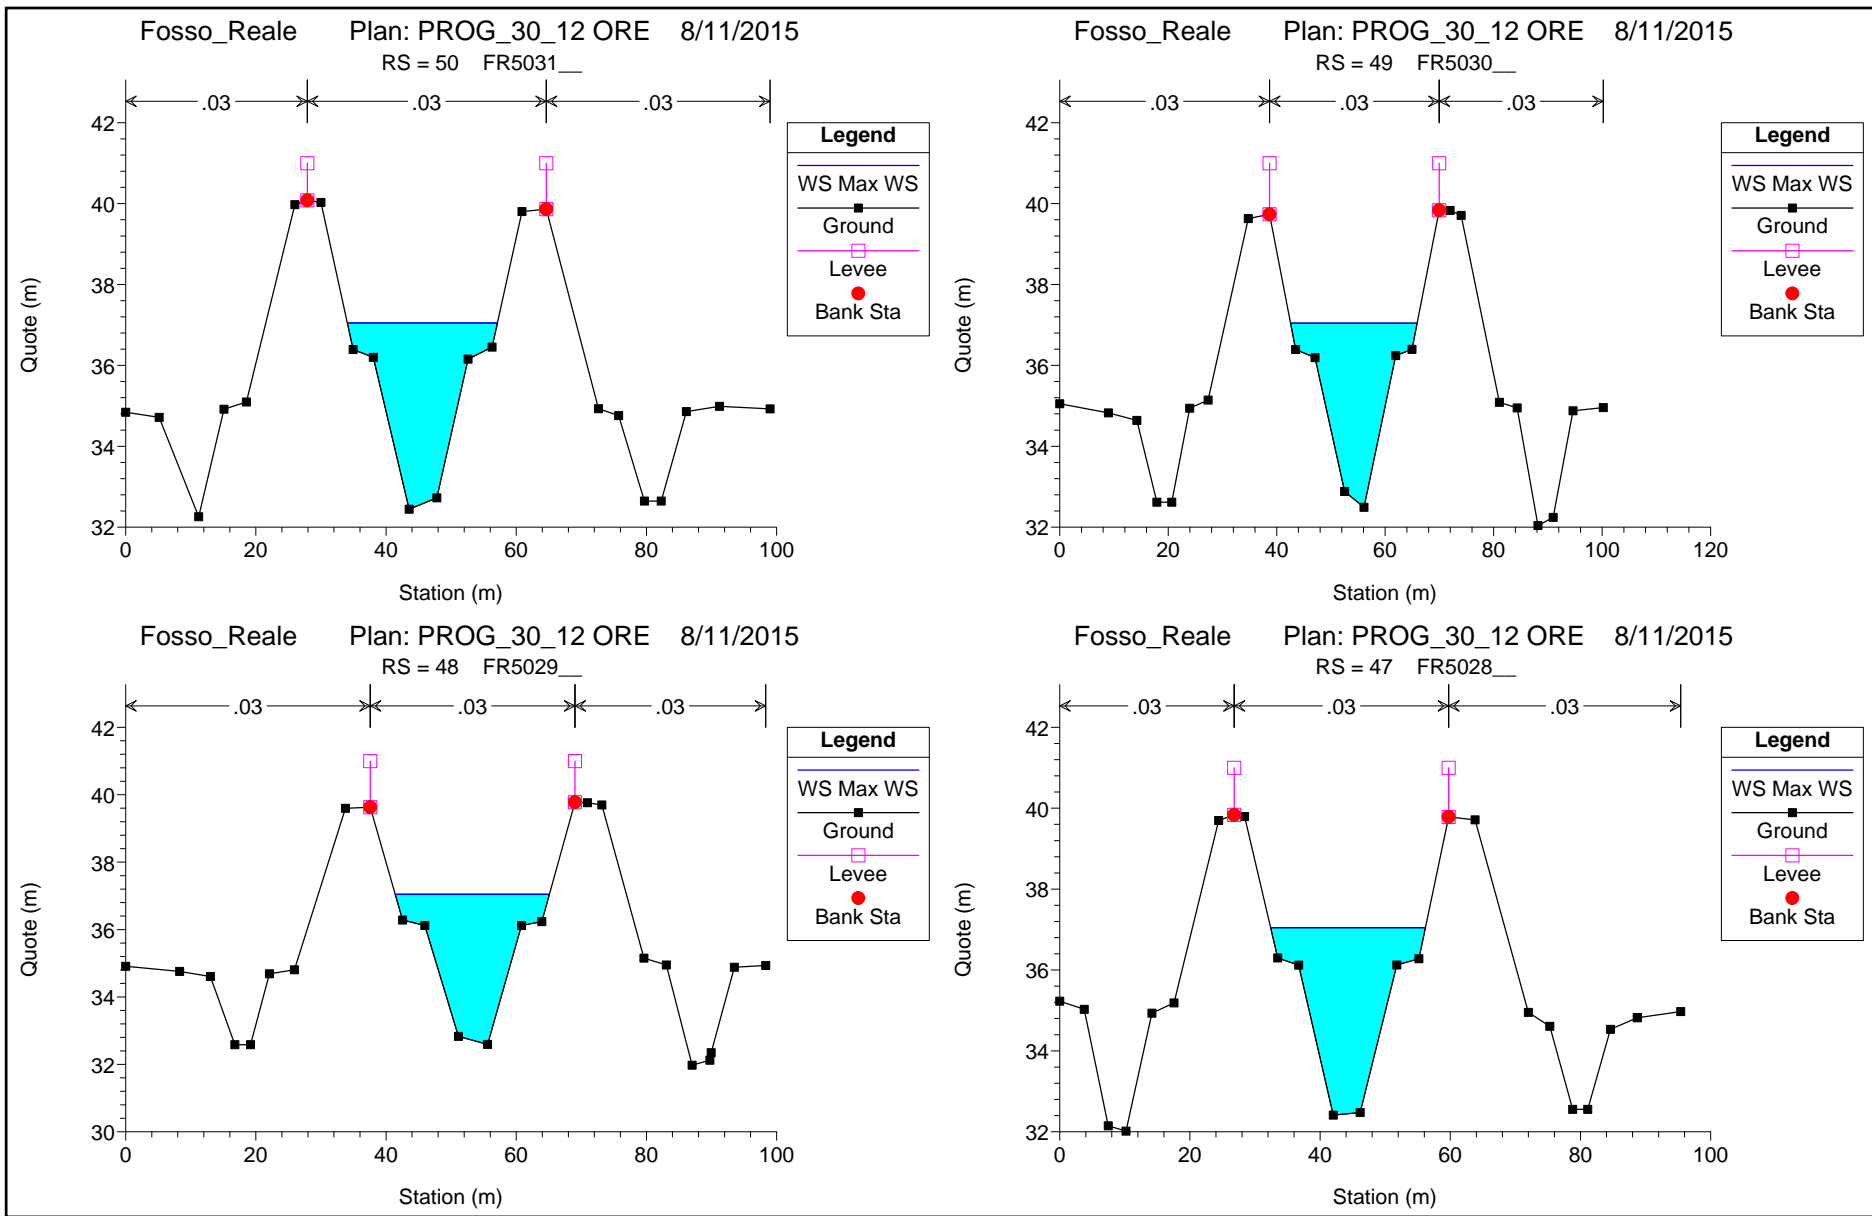 Fosso_Reale Plan: PROG_30_12 ORE 8/11/2015
RS = 50 FR5031__
.03 .03 .03
42
40
38
36
34
32
Quote (m)
0 20 40 60 80 100
Station (m)
Legend
WS Max WS
Ground
Levee
Bank Sta
Fosso_Reale Plan: PROG_30_12 ORE 8/11/2015
RS = 49 FR5030__
.03 .03 .03
42
40
38
36
34
32
Quote (m)
0 20 40 60 80 100 120
Station (m)
Legend
WS Max WS
Ground
Levee
Bank Sta
Fosso_Reale Plan: PROG_30_12 ORE 8/11/2015
RS = 48 FR5029__
.03 .03 .03
42
40
38
36
34
32
30
Quote (m)
0 20 40 60 80 100
Station (m)
Legend
WS Max WS
Ground
Levee
Bank Sta
Fosso_Reale Plan: PROG_30_12 ORE 8/11/2015
RS = 47 FR5028__
.03 .03 .03
42
40
38
36
34
32
Quote (m)
0 20 40 60 80 100
Station (m)
Legend
WS Max WS
Ground
Levee
Bank Sta